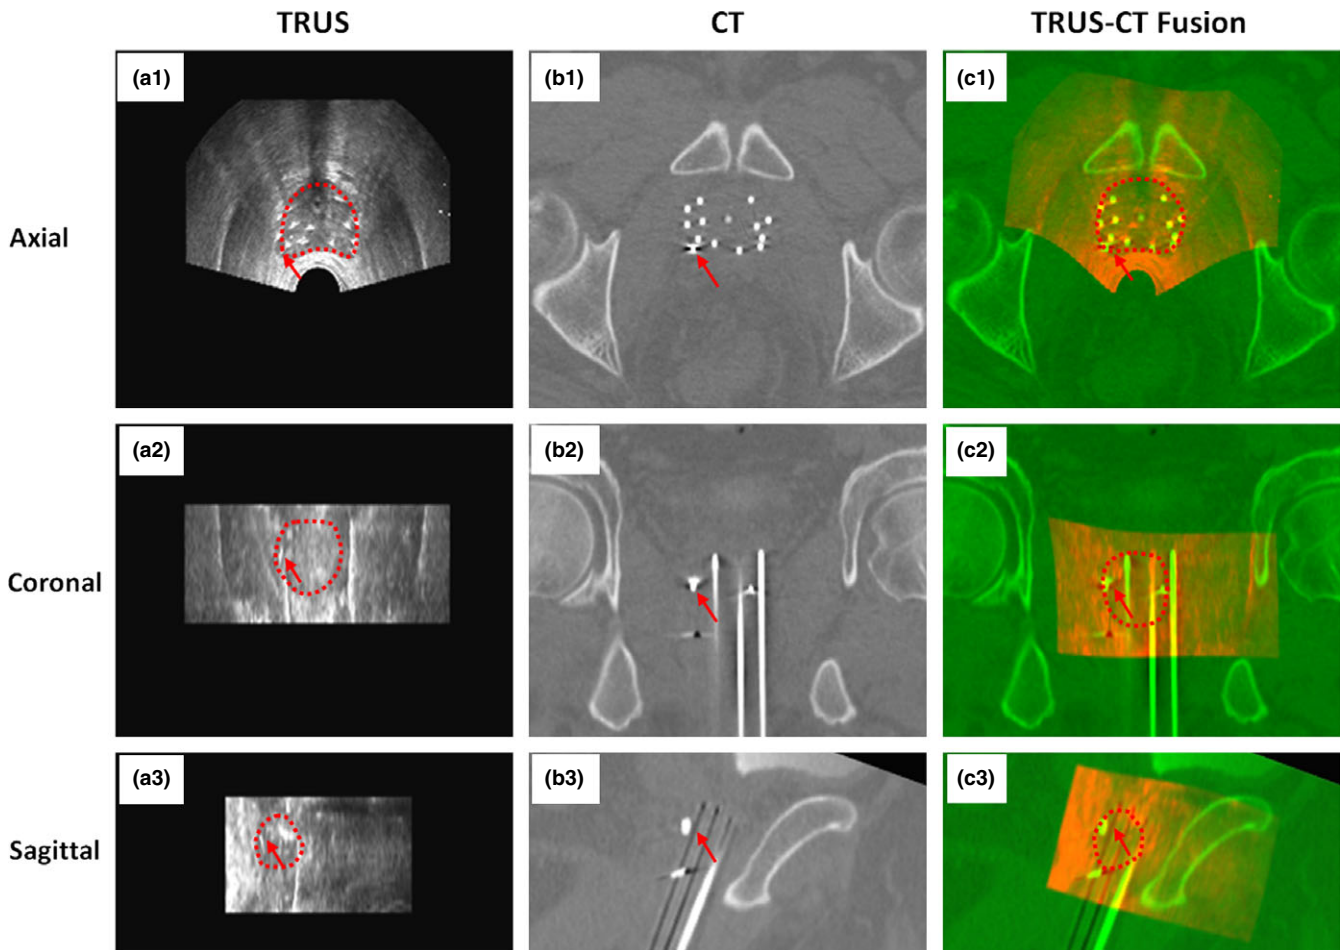 TRUS CT TRUS-CT Fusion
Axial (a1) (b1) (c1)
Coronal (a2) (b2) (c2)
Sagittal (a3) (b3) (c3)